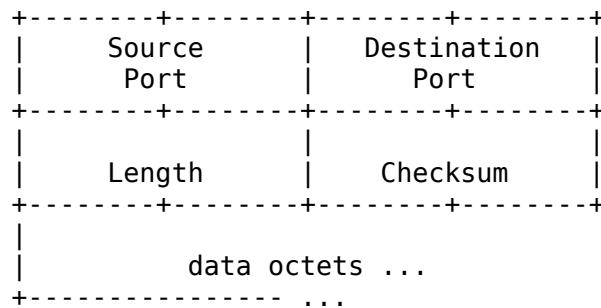 +--------+--------+--------+--------+
|     Source      |   Destination   |
|      Port       |      Port       |
+--------+--------+--------+--------+
|                 |                 |
|     Length      |    Checksum     |
+--------+--------+--------+--------+
|
|          data octets ...
+---------------- ...